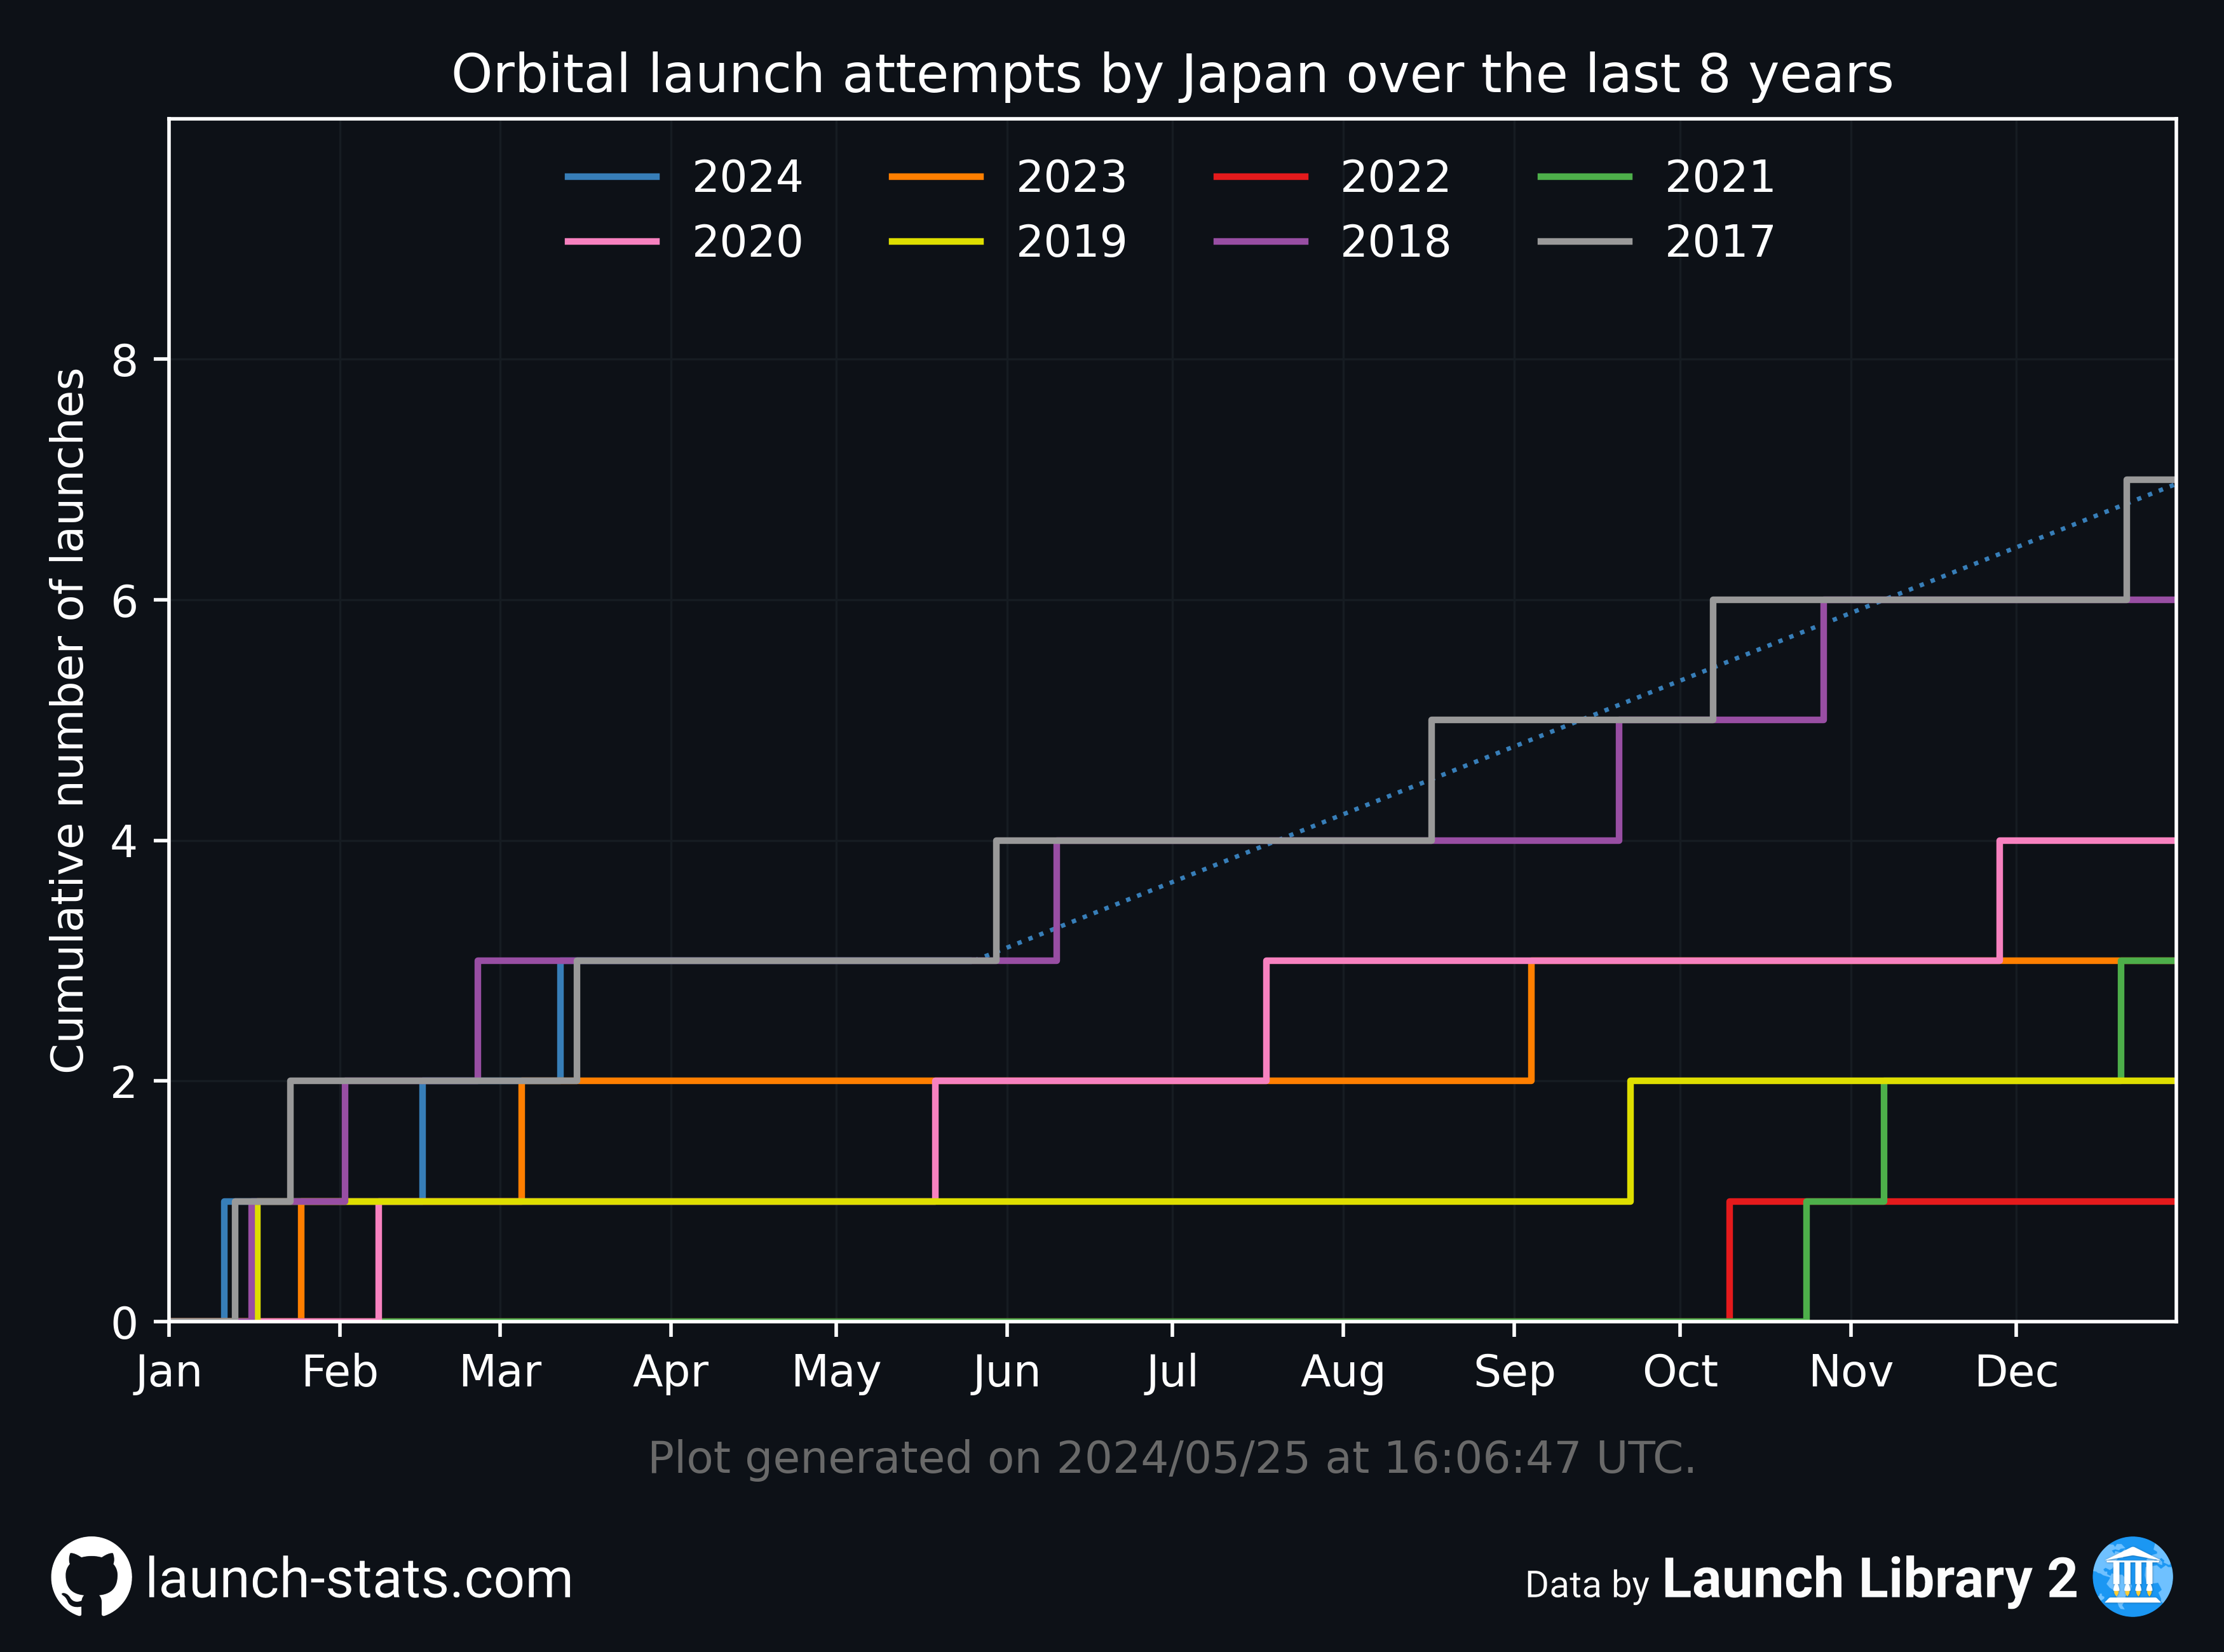 Orbital launch attempts by Japan over the last 8 years
2024 2023 2022 2021
2020 2019 2018 2017
Cumulative number of launches
8
6
4
2
0
Jan Feb Mar Apr May Jun Jul Aug Sep Oct Nov Dec
Plot generated on 2024/05/25 at 16:06:47 UTC.
launch-stats.com
Data by Launch Library 2